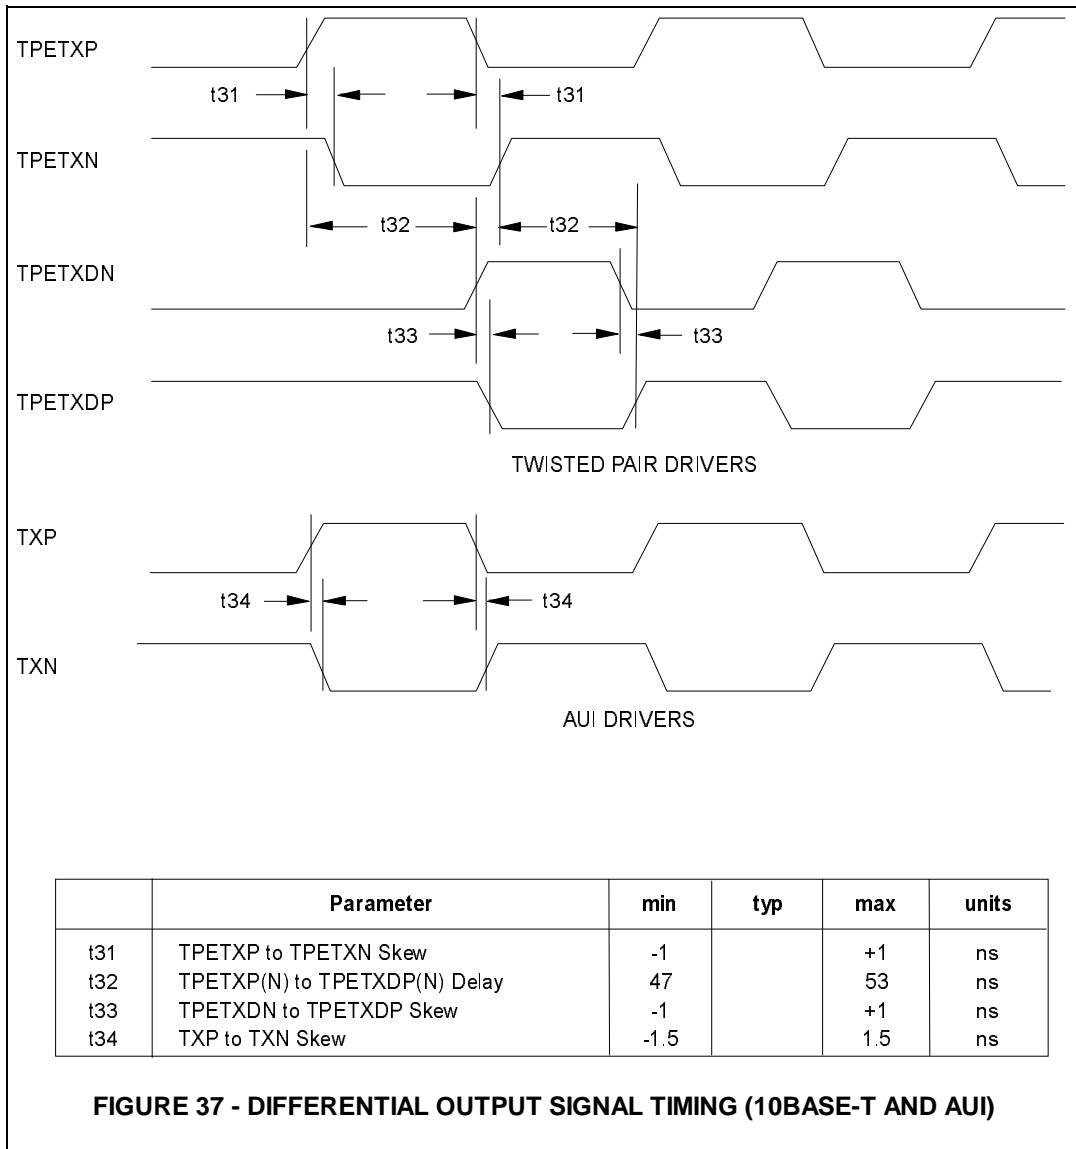 TPETXP
t31 t31
TPETXN
t32 t32
TPETXDN
t33 t33
TPETXDP
TWISTED PAIR DRIVERS
TXP
t34 t34
TXN
AUI DRIVERS
Parameter min typ max units
t31 TPETXP to TPETXN Skew -1 +1 ns
t32 TPETXP(N) to TPETXDP(N) Delay 47 53 ns
t33 TPETXDN to TPETXDP Skew -1 +1 ns
t34 TXP to TXN Skew -1.5 1.5 ns
FIGURE 37 - DIFFERENTIAL OUTPUT SIGNAL TIMING (10BASE-T AND AUI)